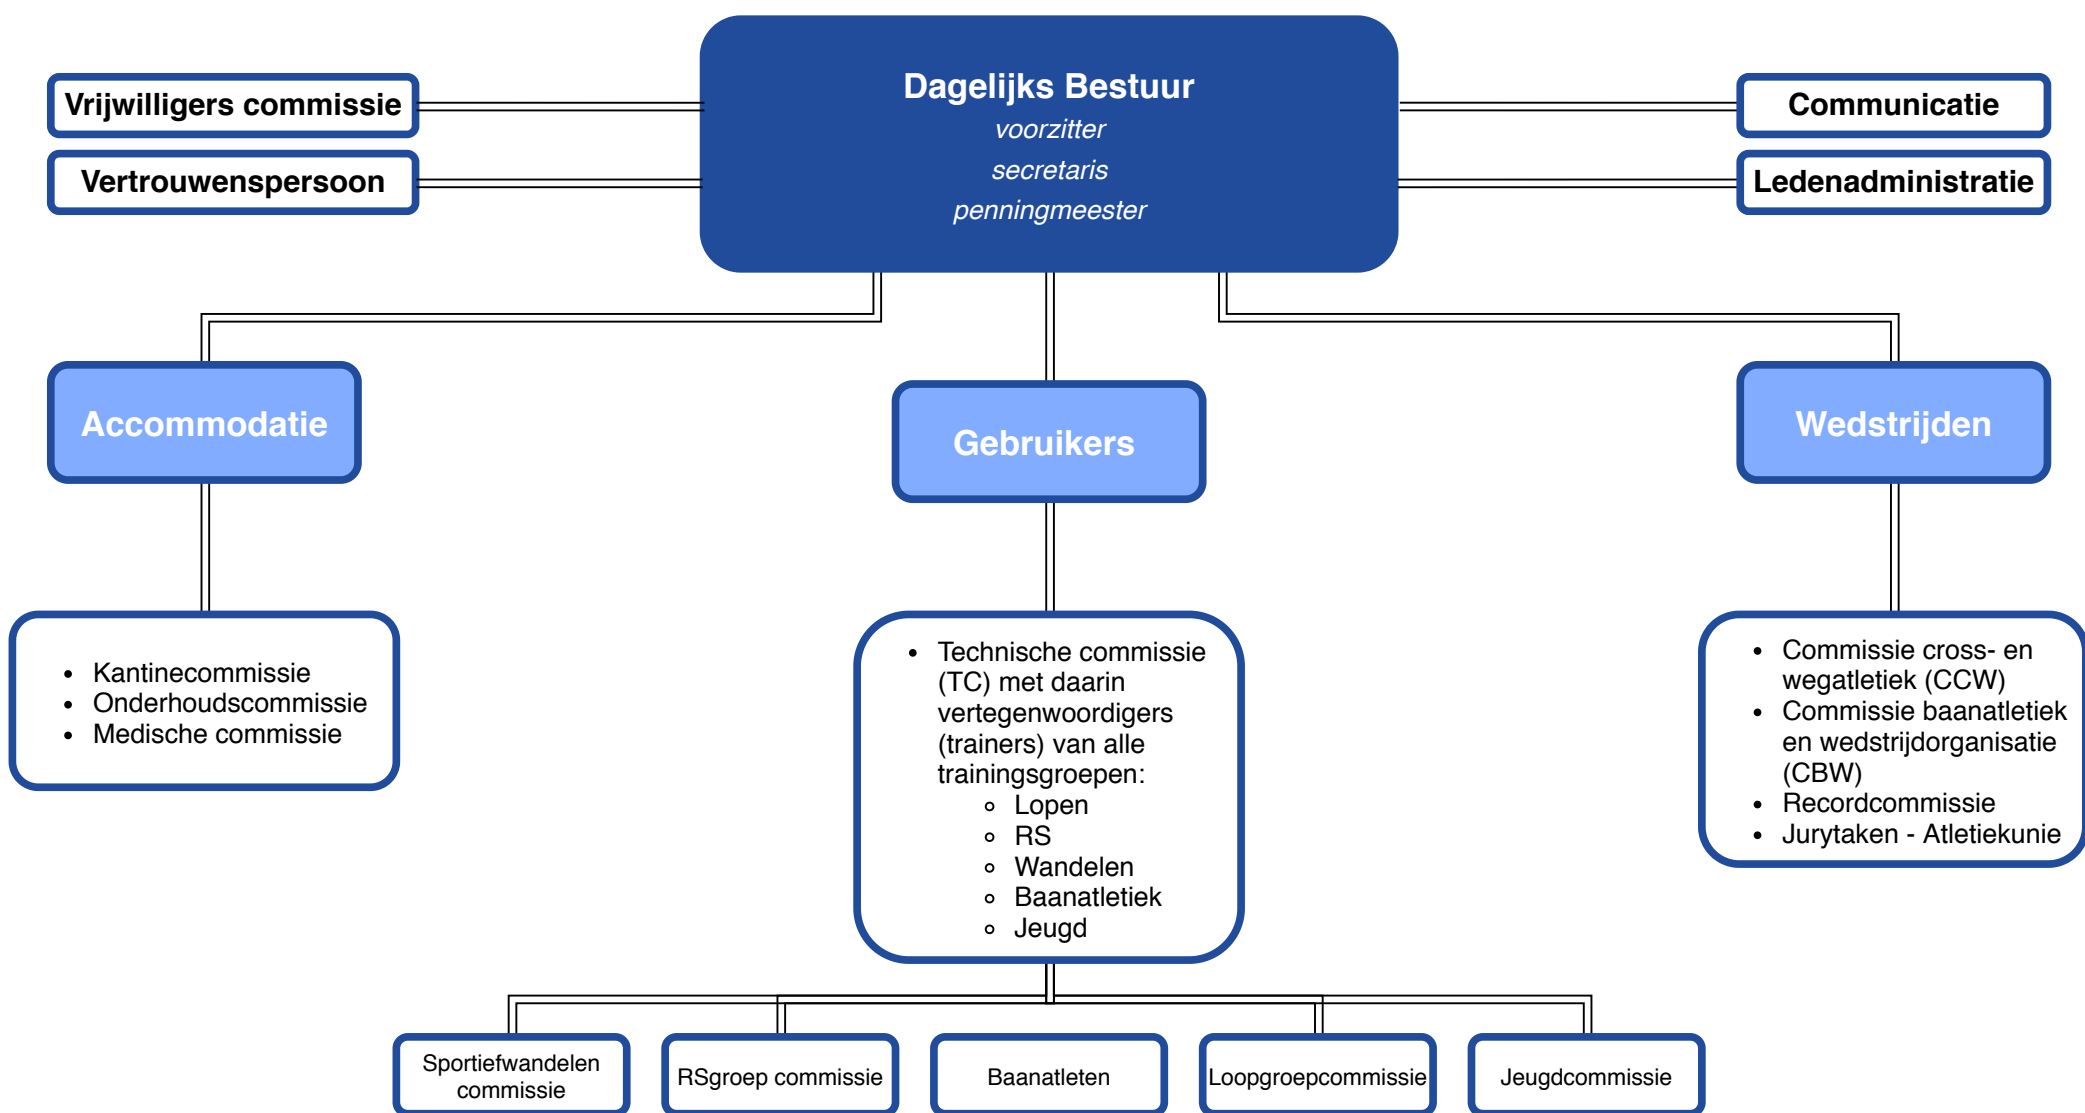 Dagelijks Bestuur
voorzitter
secretaris
penningmeester
Vrijwilligers commissie
Vertrouwenspersoon
Communicatie
Ledenadministratie
Accommodatie
Gebruikers
Wedstrijden
• Kantinecommissie
• Onderhoudscommissie
• Medische commissie
• Technische commissie
(TC) met daarin
vertegenwoordigers
(trainers) van alle
trainingsgroepen:
◦ Lopen
◦ RS
◦ Wandelen
◦ Baanatletiek
◦ Jeugd
• Commissie cross- en
wegatletiek (CCW)
• Commissie baanatletiek
en wedstrijdorganisatie
(CBW)
• Recordcommissie
• Jurytaken - Atletiekunie
Sportiefwandelen
commissie
RSgroep commissie
Baanatleten
Loopgroepcommissie
Jeugdcommissie